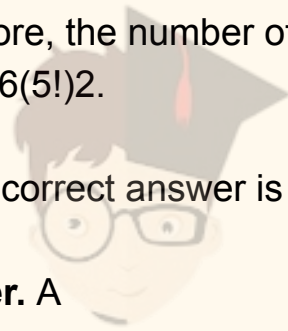 ore, the number of
6(5!)2.
correct answer is
er. A